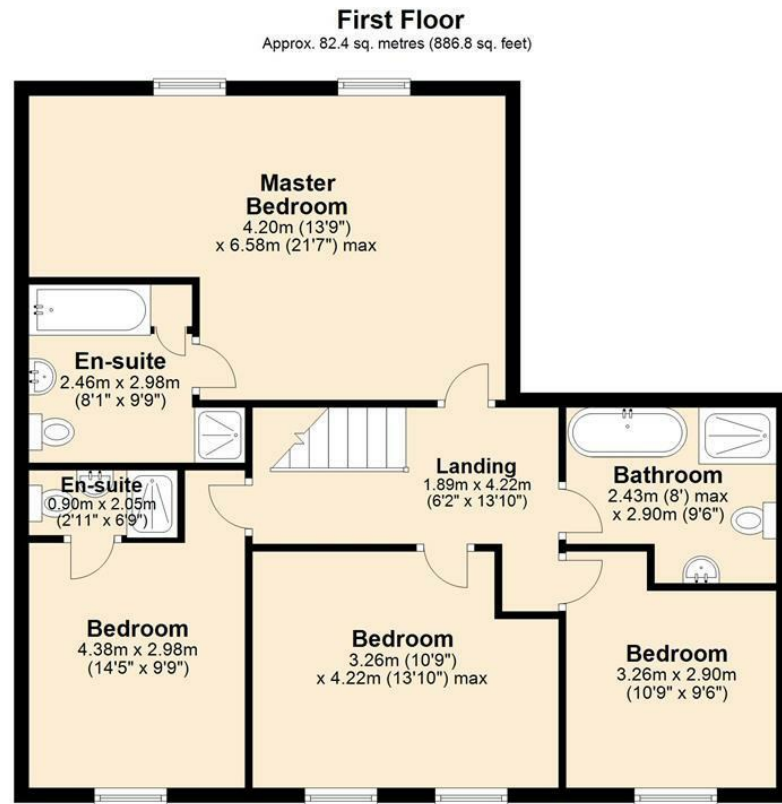 First Floor
Approx. 82.4 sq. metres (886.8 sq. feet)
Master
Bedroom
4.20m (13'9")
x 6.58m (21'7") max
En-suite
2.46m x 2.98m
(8'1" x 9'9")
En-suite
0.90m x 2.05m
(2'11" x 6'9")
Landing
1.89m x 4.22m
(6'2" x 13'10")
Bathroom
2.43m (8') max
x 2.90m (9'6")
Bedroom
4.38m x 2.98m
(14'5" x 9'9")
Bedroom
3.26m (10'9")
x 4.22m (13'10") max
Bedroom
3.26m x 2.90m
(10'9" x 9'6")